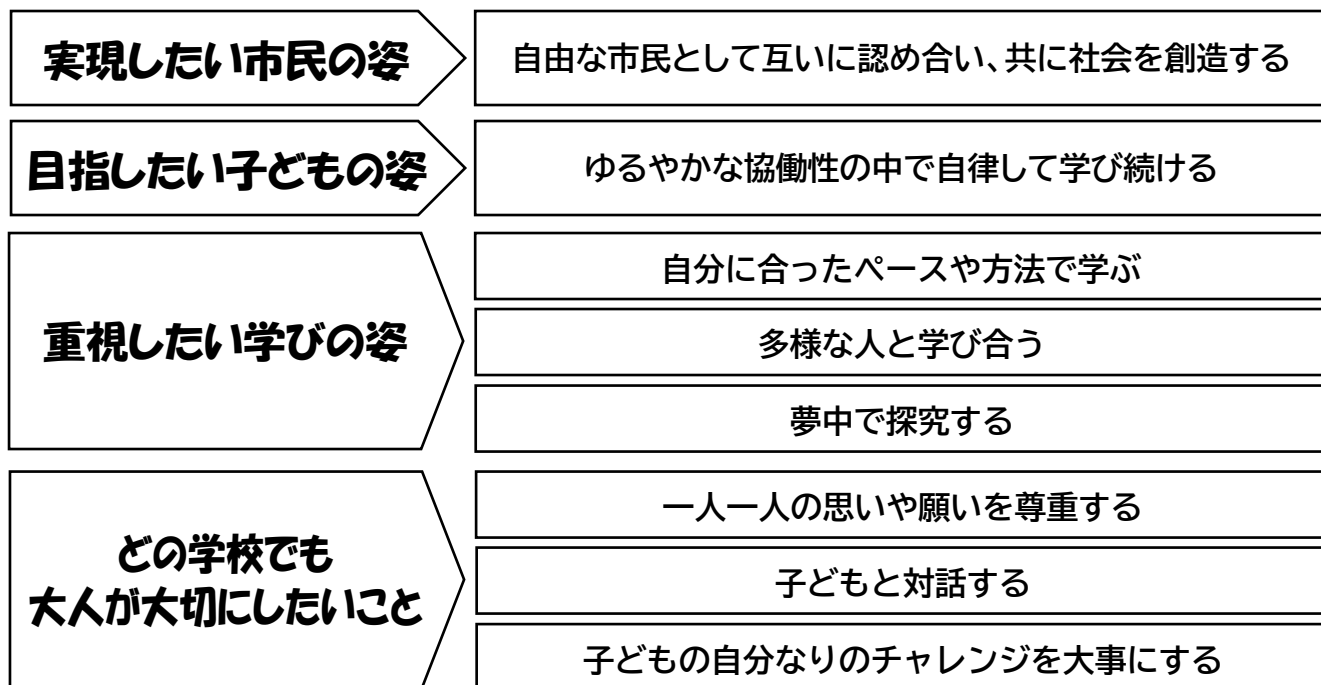 実現したい市民の姿
自由な市民として互いに認め合い、共に社会を創造する
目指したい子どもの姿
ゆるやかな協働性の中で自律して学び続ける
重視したい学びの姿
自分に合ったペースや方法で学ぶ
多様な人と学び合う
夢中で探究する
どの学校でも
大人が大切にしたいこと
一人一人の思いや願いを尊重する
子どもと対話する
子どもの自分なりのチャレンジを大事にする